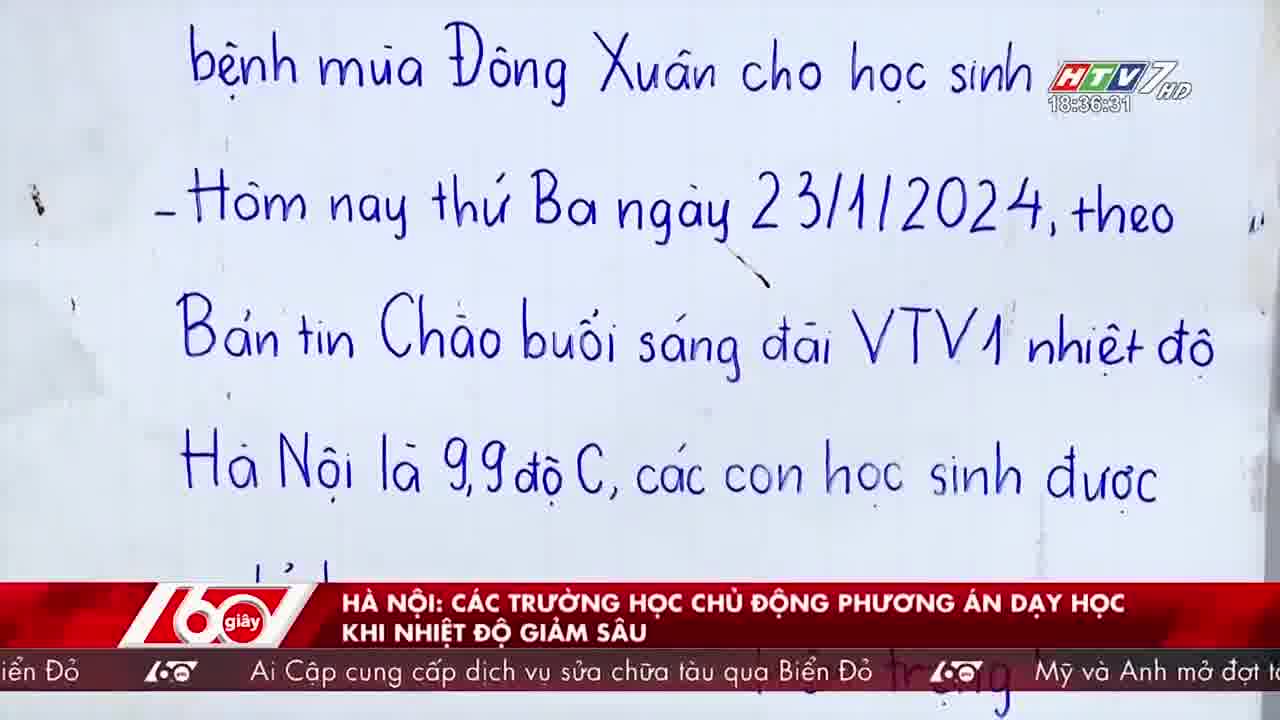 bệnh mùa Đông Xuân cho học sinh
HTV7 HD
18:36:31
- Hôm nay thứ Ba ngày 23/1/2024, theo
Bản tin Chào buổi sáng đài VTV1 nhiệt độ
Hà Nội là 9,9 độ C, các con học sinh được
60 giây
HÀ NỘI: CÁC TRƯỜNG HỌC CHỦ ĐỘNG PHƯƠNG ÁN DẠY HỌC
KHI NHIỆT ĐỘ GIẢM SÂU
iển Đỏ 60 giây Ai Cập cung cấp dịch vụ sửa chữa tàu qua Biển Đỏ 60 giây Mỹ và Anh mở đợt